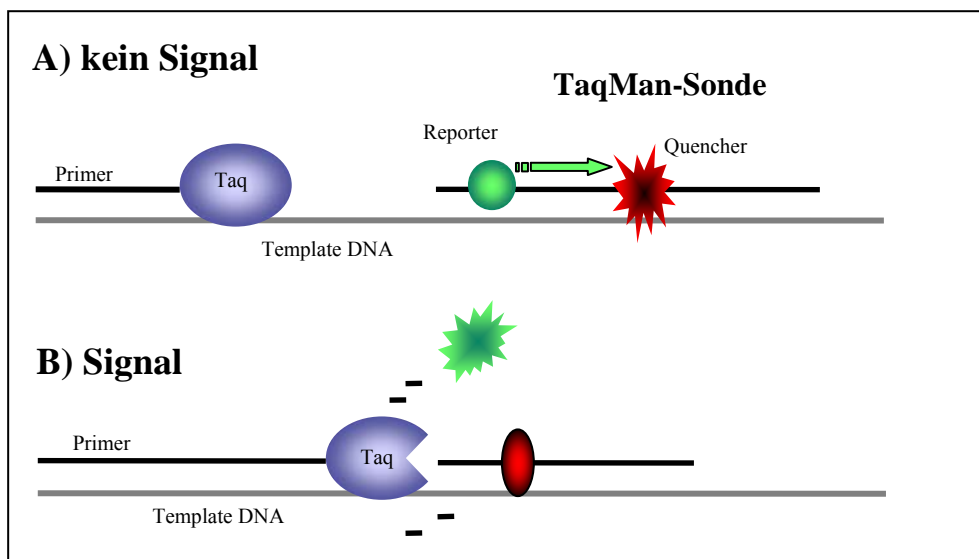 A) kein Signal
TaqMan-Sonde
Reporter
Quencher
Primer
Taq
Template DNA
B) Signal
Primer
Taq
Template DNA